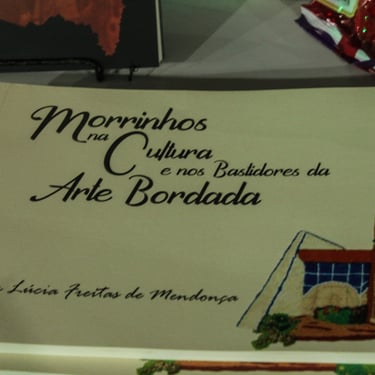 Morrinhos
na
Cultura
e nos Bastidores da
Arte Bordada
Lúcia Freitas de Mendonça